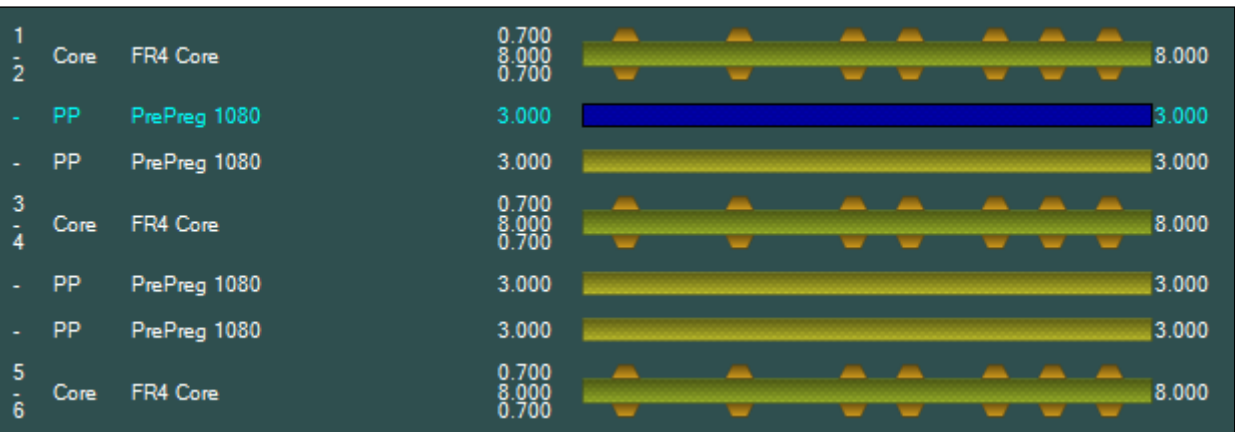 1 0.700
- Core FR4 Core 8.000 8.000
2 0.700
- PP PrePreg 1080 3.000 3.000
- PP PrePreg 1080 3.000 3.000
3 0.700
- Core FR4 Core 8.000 8.000
4 0.700
- PP PrePreg 1080 3.000 3.000
- PP PrePreg 1080 3.000 3.000
5 0.700
- Core FR4 Core 8.000 8.000
6 0.700